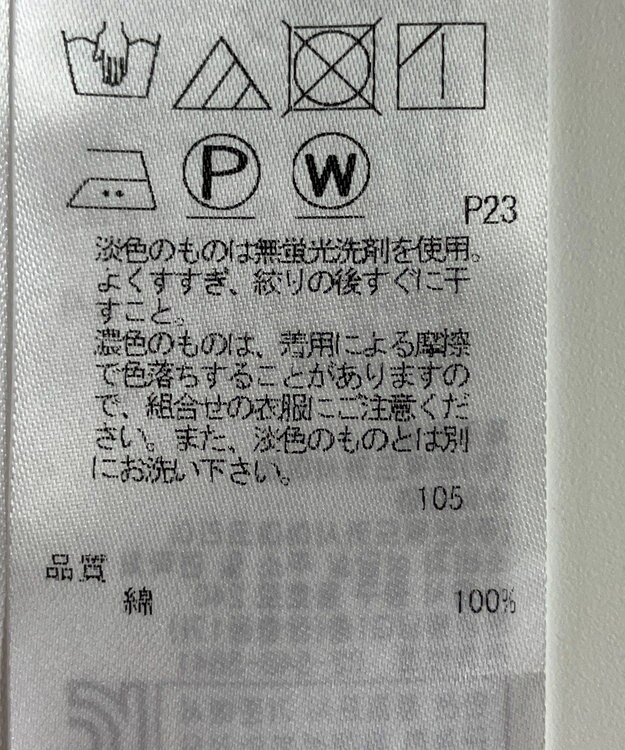 P
W
P23
淡色のものは無蛍光洗剤を使用。
よくすすぎ、絞りの後すぐに干
すこと。
濃色のものは、着用による摩擦
で色落ちすることがありますの
で、組合せの衣服にご注意くだ
さい。また、淡色のものとは別
にお洗い下さい。
105
品質
綿 100%